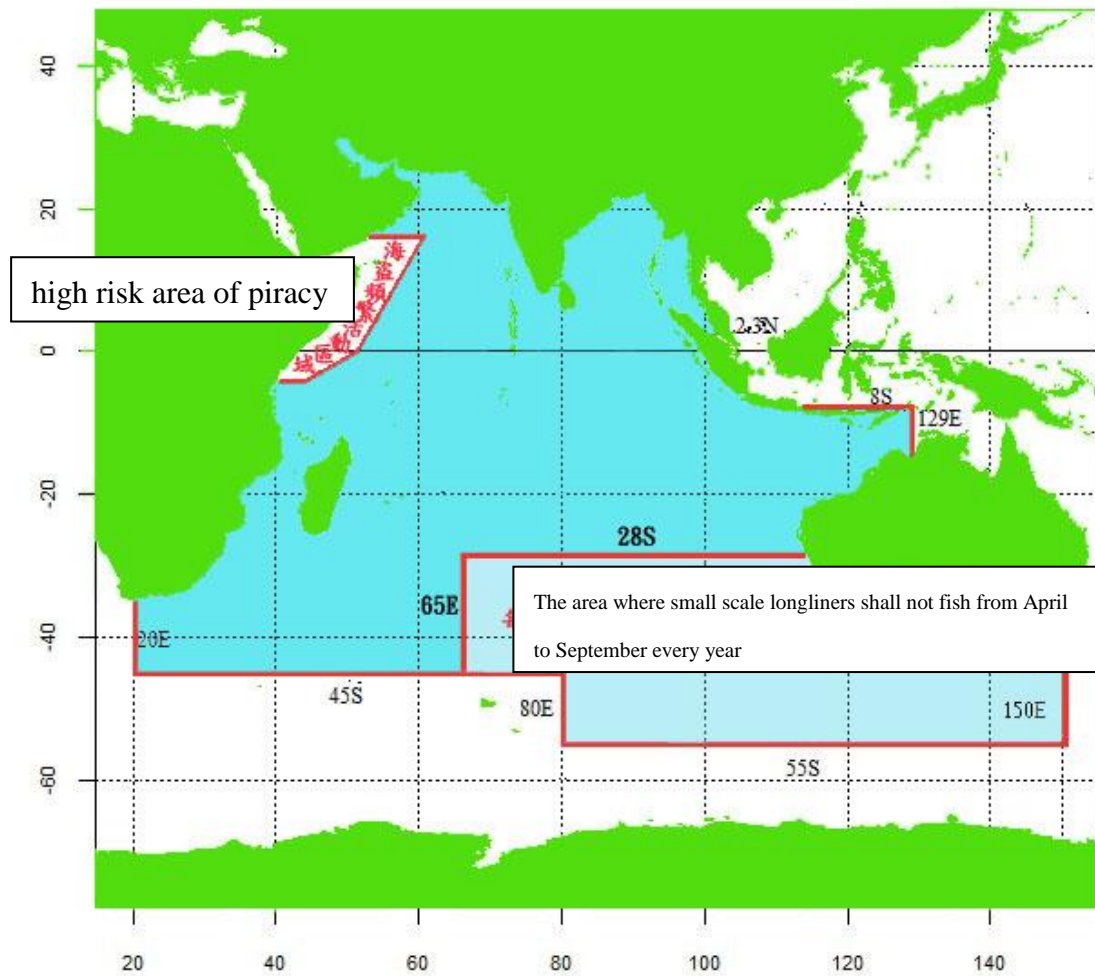 40
20
0
-20
-40
-60
20
40
60
80
100
120
140
high risk area of piracy
海盜頻繁活動區域
2.3N
8S
129E
28S
65E
The area where small scale longliners shall not fish from April
to September every year
20E
45S
80E
150E
55S